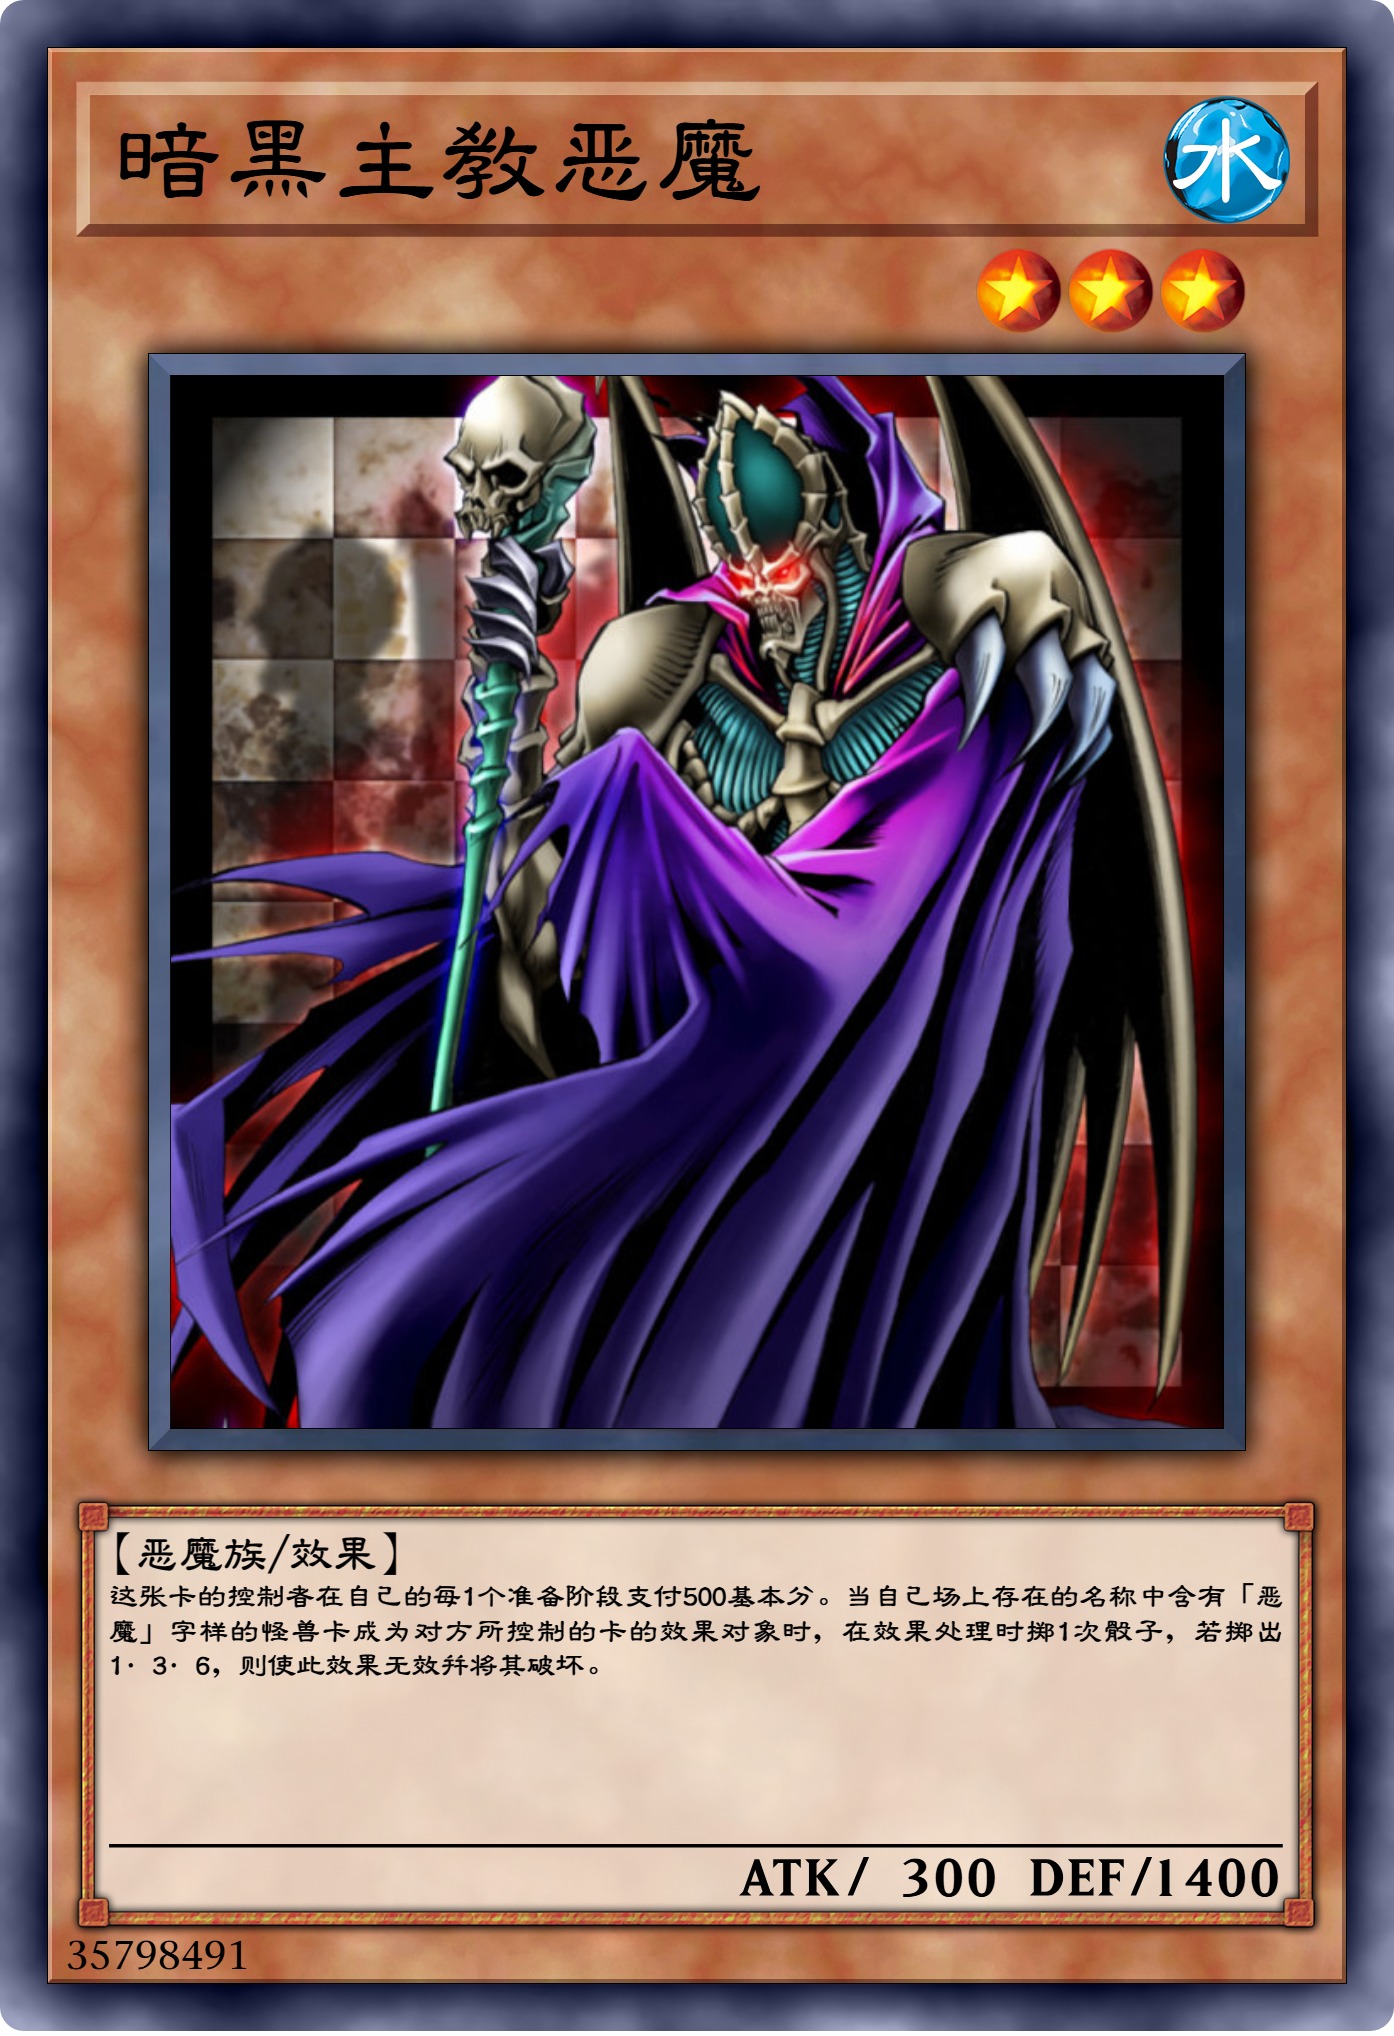 暗黑主教恶魔
水
【恶魔族/效果】
这张卡的控制者在自己的每1个准备阶段支付500基本分。当自己场上存在的名称中含有「恶
魔」字样的怪兽卡成为对方所控制的卡的效果对象时，在效果处理时掷1次骰子，若掷出
1·3·6，则使此效果无效并将其破坏。
ATK/ 300 DEF/1400
35798491